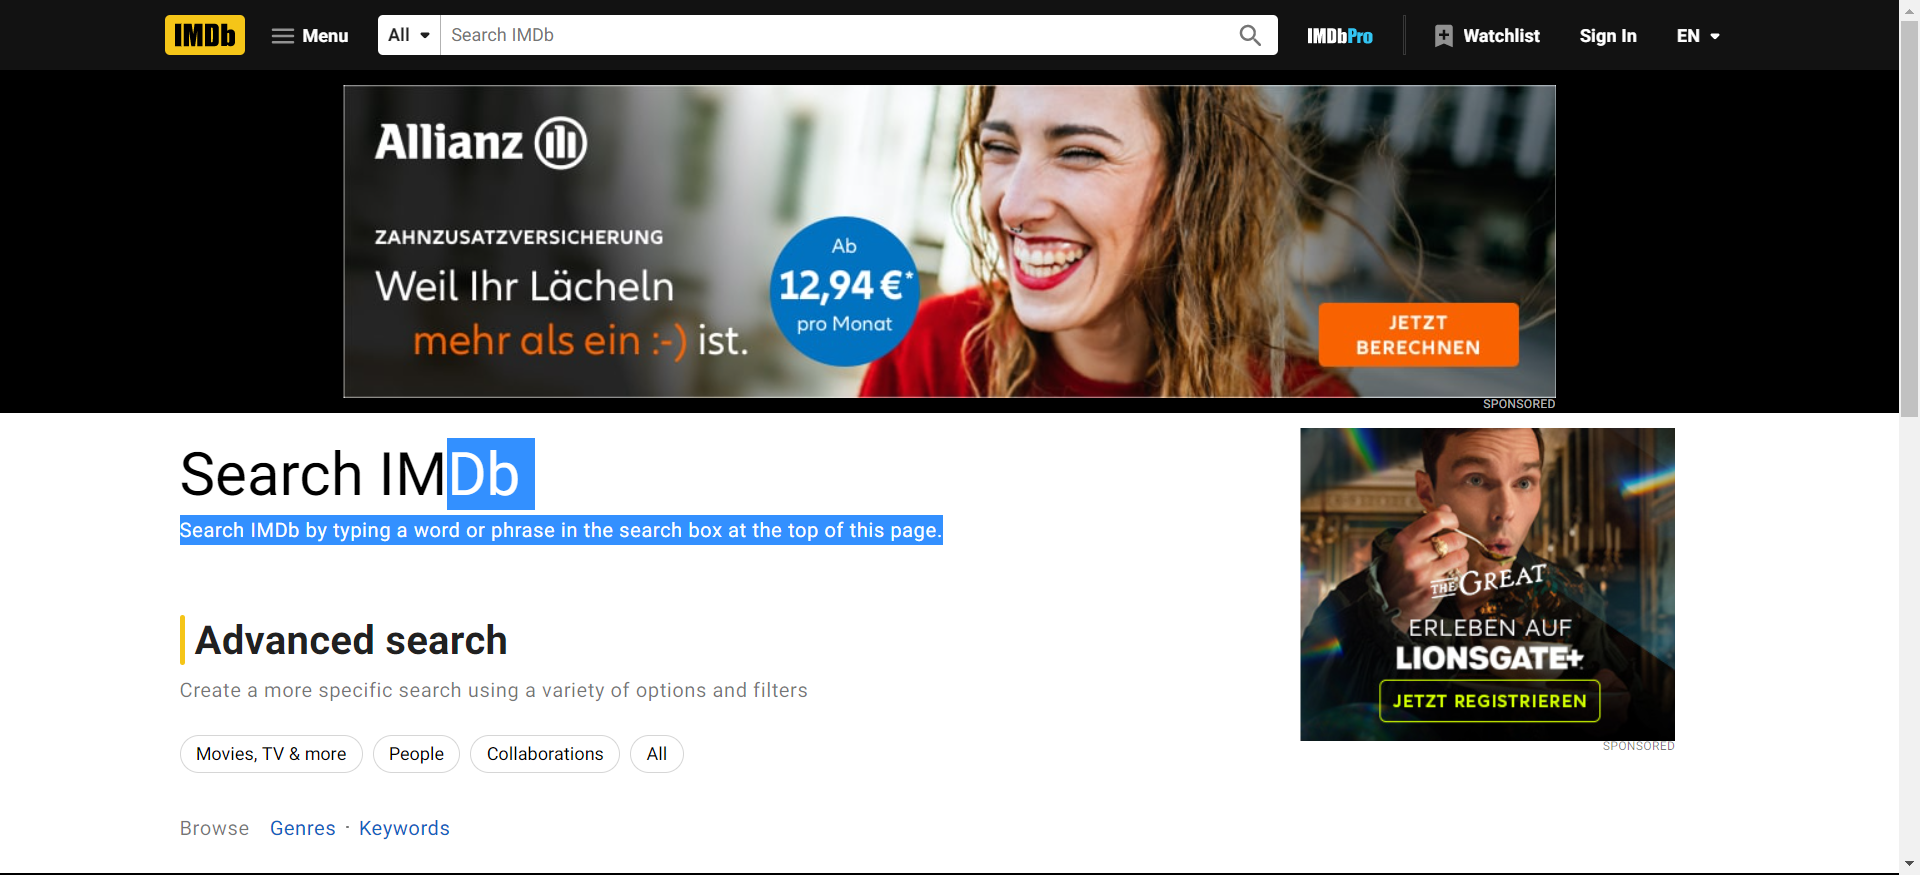 IMDb
Menu
All
Search IMDb
IMDbPro
Watchlist
Sign In
EN
Allianz
ZAHNZUSATZVERSICHERUNG
Weil Ihr Lächeln
mehr als ein :-) ist.
Ab
12,94 €*
pro Monat
JETZT
BERECHNEN
SPONSORED
Search IMDb
Search IMDb by typing a word or phrase in the search box at the top of this page.
THE GREAT
ERLEBEN AUF
LIONSGATE+
JETZT REGISTRIEREN
SPONSORED
Advanced search
Create a more specific search using a variety of options and filters
Movies, TV & more
People
Collaborations
All
Browse Genres · Keywords